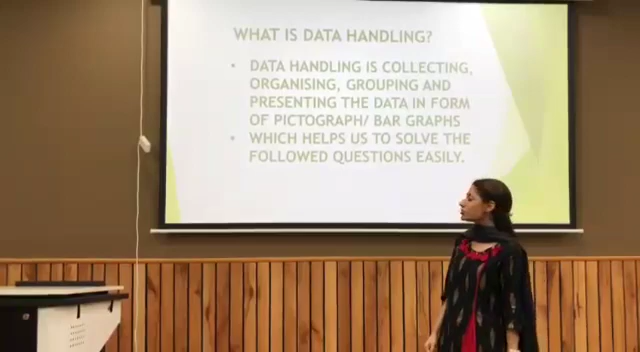 WHAT IS DATA HANDLING?
• DATA HANDLING IS COLLECTING,
ORGANISING, GROUPING AND
PRESENTING THE DATA IN FORM
OF PICTOGRAPH/ BAR GRAPHS
• WHICH HELPS US TO SOLVE THE
FOLLOWED QUESTIONS EASILY.